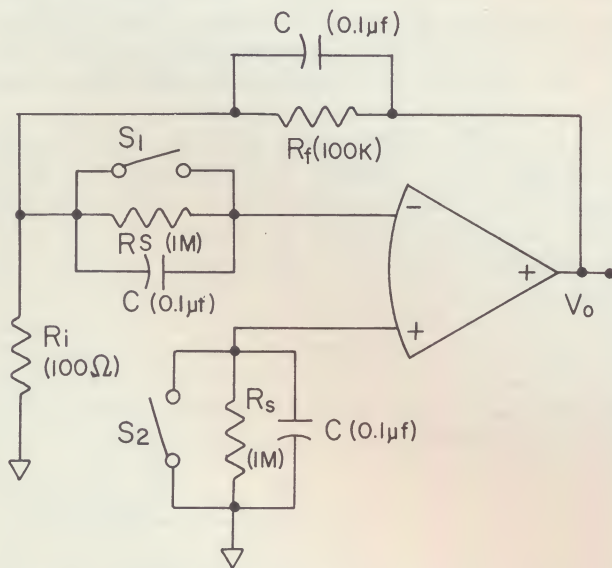 C (0.1µf)
S1
Rf(100K)
RS (1M)
C (0.1µf)
Ri
(100Ω)
−
+
+
Vo
S2
Rs
(1M)
C (0.1µf)